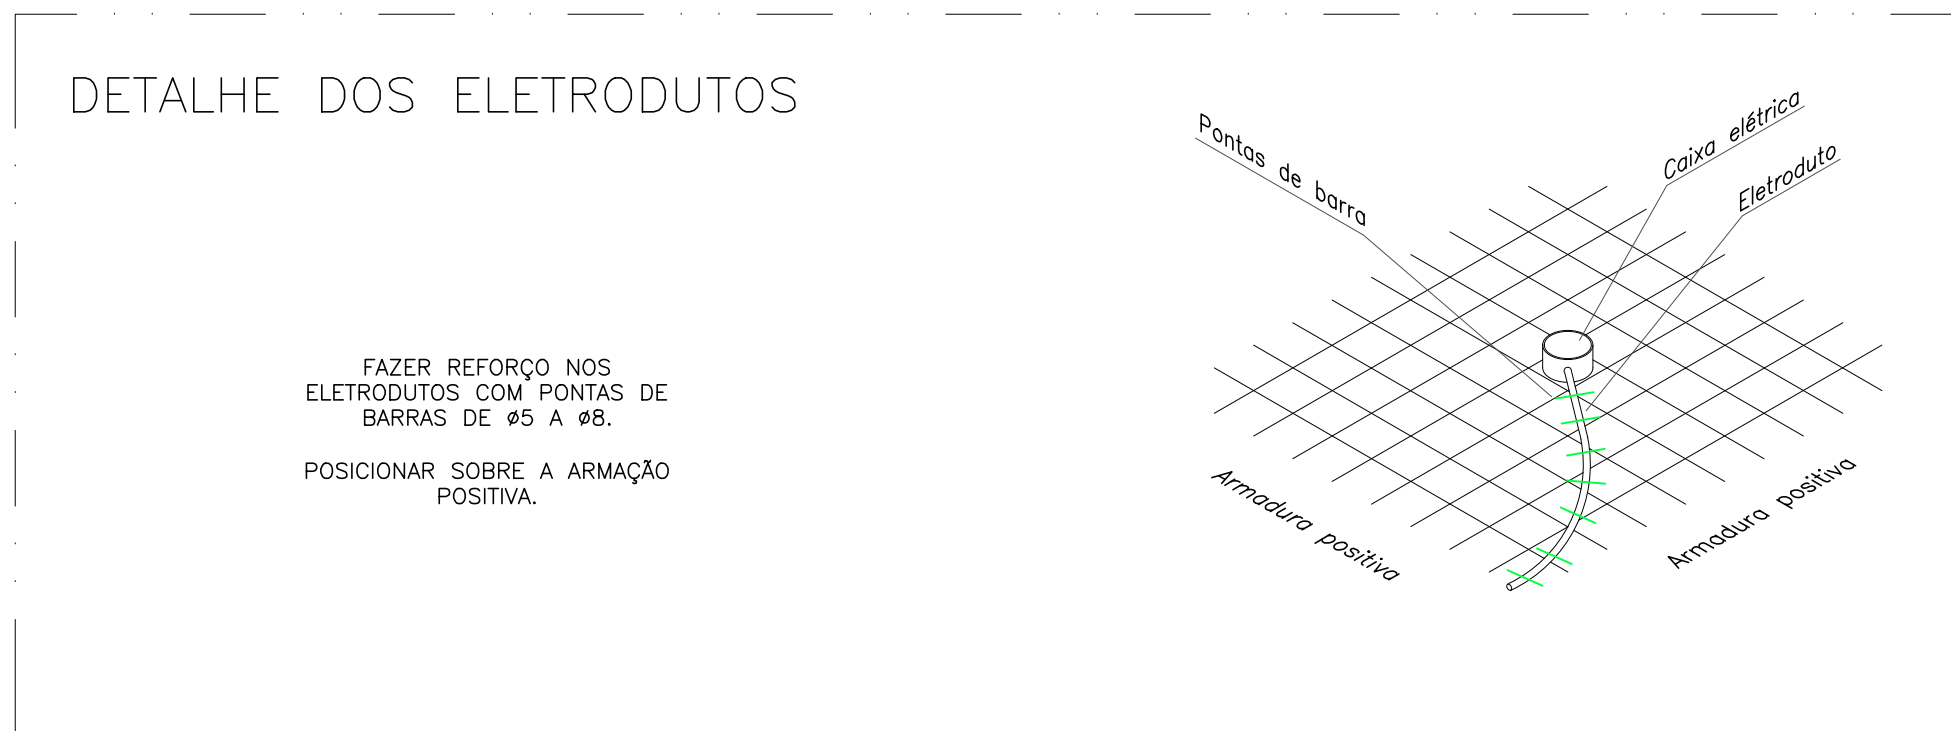 DETALHE DOS ELETRODUTOS
FAZER REFORÇO NOS
ELETRODUTOS COM PONTAS DE
BARRAS DE ø5 A ø8.
POSICIONAR SOBRE A ARMAÇÃO
POSITIVA.
Pontas de barra
Caixa elétrica
Eletroduto
Armadura positiva
Armadura positiva